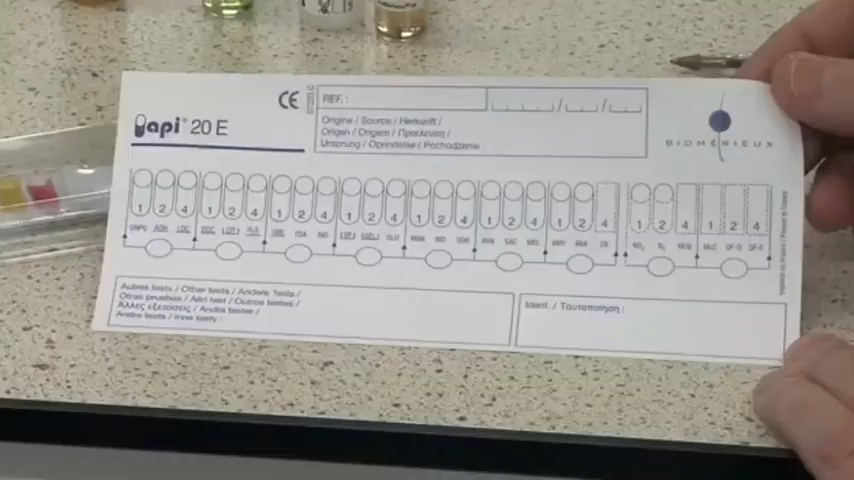 api® 20 E
CE
REF. :
Origine / Source / Herkunft /
Origen / Origem / Προέλευση /
Ursprung / Oprindelse / Pochodzenie
BIOMÉRIEUX
1 2 4 1 2 4 1 2 4 1 2 4 1 2 4 1 2 4 1 2 4 1 2 4 1 2 4
ONPG ADH LDC ODC CIT H₂S URE TDA IND VP GEL GLU MAN INO SOR RHA SAC MEL AMY ARA OX NO₂ N₂ MOB McC OF-O OF-F
Autres tests / Other tests / Andere Tests /
Otras pruebas / Altri test / Outros testes /
Άλλες εξετάσεις / Andra tester /
Andre tests / Inne testy :
Ident. / Ταυτοποίηση :